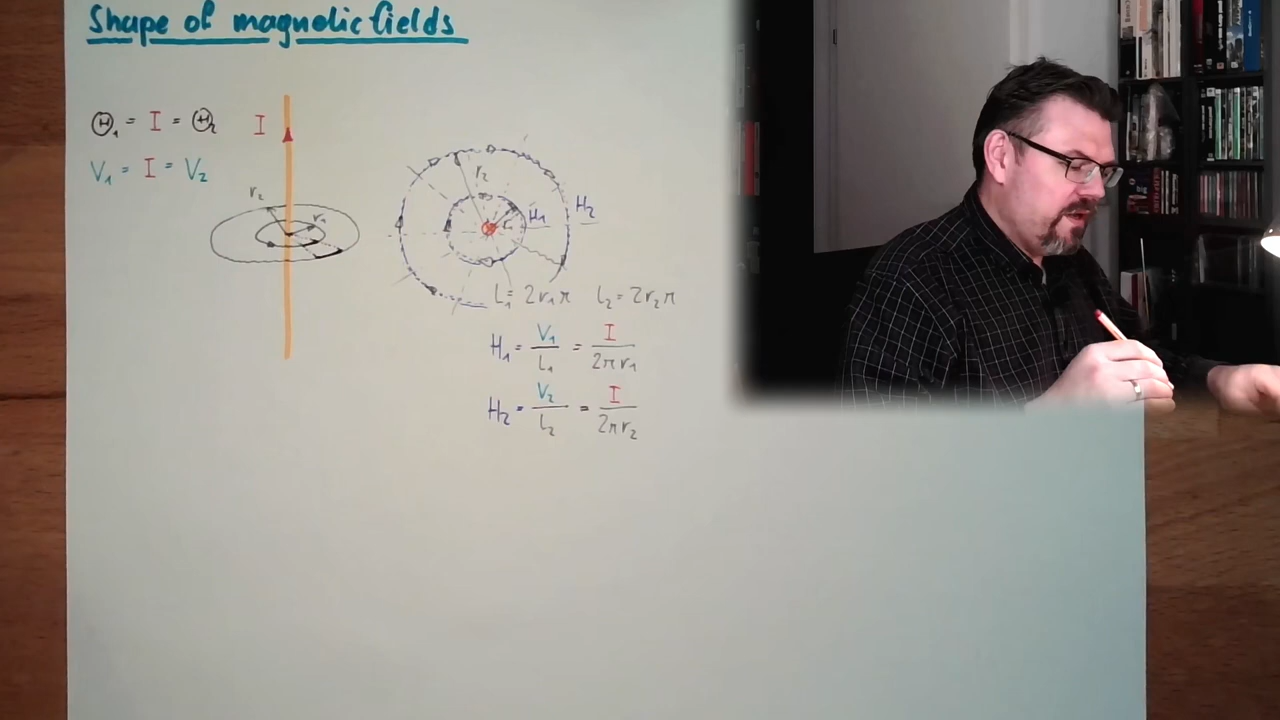 Shape of magnetic fields
Θ₁ = I = Θ₂
I
V₁ = I = V₂
r₂
r₁
r₂
r₁
H₁
H₂
l₁ = 2r₁π l₂ = 2r₂π
H₁ = V₁/l₁ = I/2πr₁
H₂ = V₂/l₂ = I/2πr₂